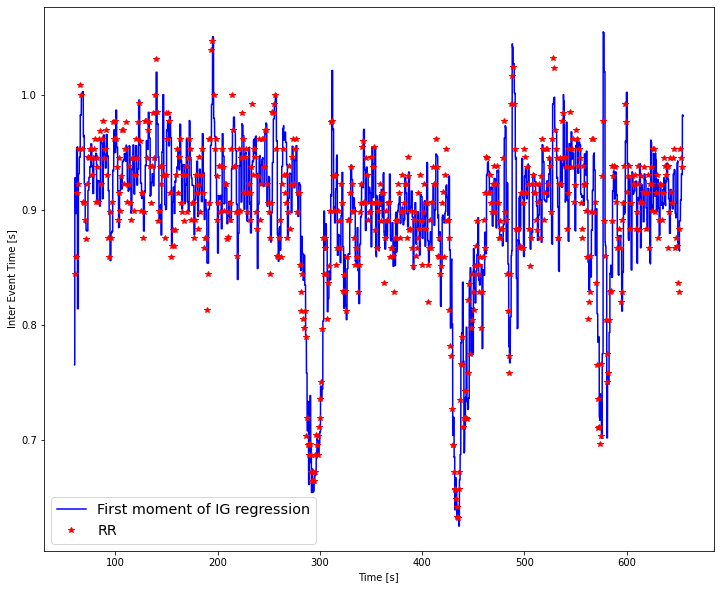 1.0
0.9
0.8
0.7
Inter Event Time [s]
First moment of IG regression
RR
100
200
300
400
500
600
Time [s]